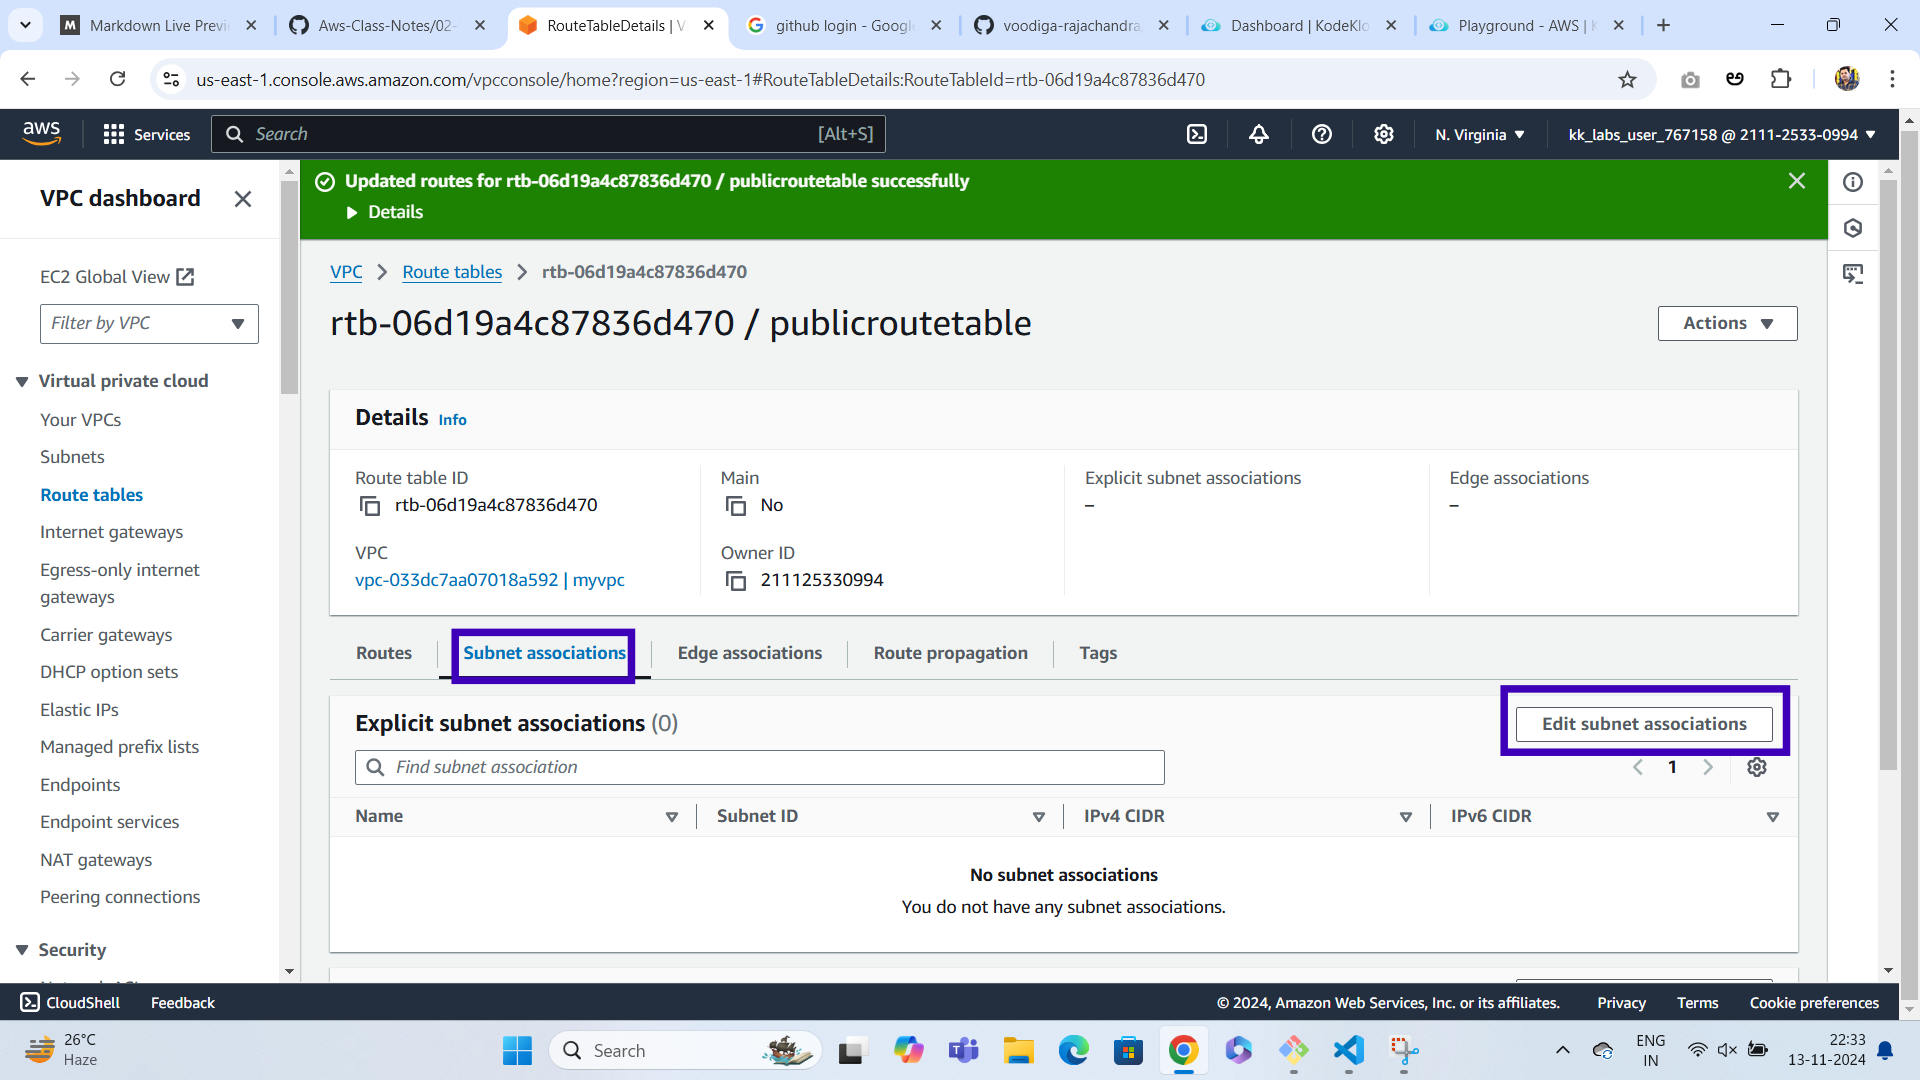 Markdown Live Previ
Aws-Class-Notes/02-
RouteTableDetails | V
github login - Googl
voodiga-rajachandra
Dashboard | KodeKlo
Playground - AWS | K
us-east-1.console.aws.amazon.com/vpcconsole/home?region=us-east-1#RouteTableDetails:RouteTableId=rtb-06d19a4c87836d470
aws
Services
Search
[Alt+S]
N. Virginia
kk_labs_user_767158 @ 2111-2533-0994
VPC dashboard
EC2 Global View
Filter by VPC
Virtual private cloud
Your VPCs
Subnets
Route tables
Internet gateways
Egress-only internet
gateways
Carrier gateways
DHCP option sets
Elastic IPs
Managed prefix lists
Endpoints
Endpoint services
NAT gateways
Peering connections
Security
Updated routes for rtb-06d19a4c87836d470 / publicroutetable successfully
Details
VPC
Route tables
rtb-06d19a4c87836d470
rtb-06d19a4c87836d470 / publicroutetable
Actions
Details Info
Route table ID
rtb-06d19a4c87836d470
Main
No
Explicit subnet associations
–
Edge associations
–
VPC
vpc-033dc7aa07018a592 | myvpc
Owner ID
211125330994
Routes
Subnet associations
Edge associations
Route propagation
Tags
Explicit subnet associations (0)
Edit subnet associations
Find subnet association
1
Name
Subnet ID
IPv4 CIDR
IPv6 CIDR
No subnet associations
You do not have any subnet associations.
CloudShell
Feedback
© 2024, Amazon Web Services, Inc. or its affiliates.
Privacy
Terms
Cookie preferences
26°C
Haze
Search
ENG
IN
22:33
13-11-2024